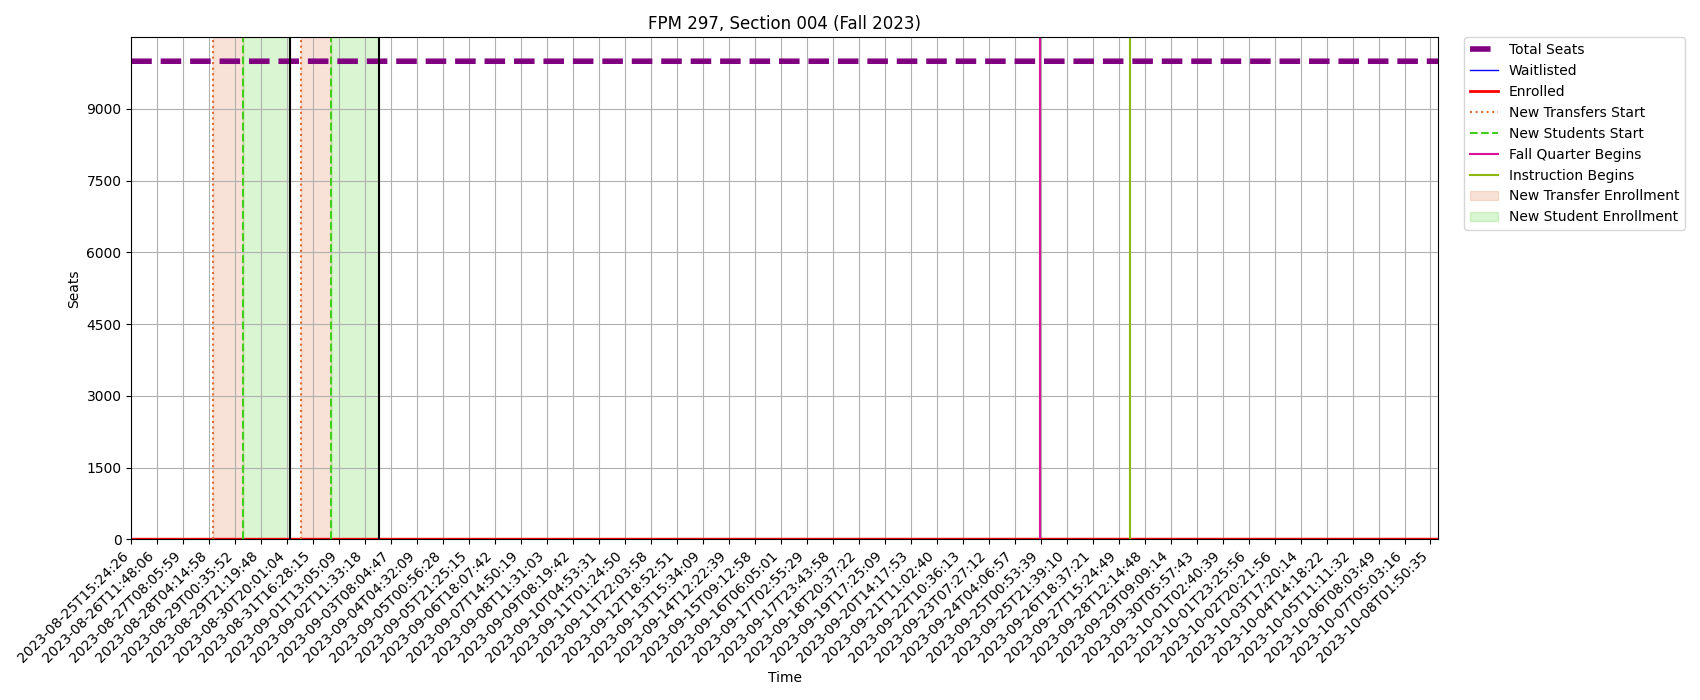 FPM 297, Section 004 (Fall 2023)
Total Seats
Waitlisted
Enrolled
New Transfers Start
New Students Start
Fall Quarter Begins
Instruction Begins
New Transfer Enrollment
New Student Enrollment
Seats
9000
7500
6000
4500
3000
1500
0
2023-08-25T15:24:26
2023-08-26T11:48:06
2023-08-27T08:05:59
2023-08-28T04:14:58
2023-08-29T00:35:52
2023-08-29T21:19:48
2023-08-30T20:01:04
2023-08-31T16:28:15
2023-09-01T13:05:09
2023-09-02T11:33:18
2023-09-03T08:04:47
2023-09-04T04:32:09
2023-09-05T00:56:28
2023-09-05T21:25:15
2023-09-06T18:07:42
2023-09-07T14:50:19
2023-09-08T11:31:03
2023-09-09T08:19:42
2023-09-10T04:53:31
2023-09-11T01:24:50
2023-09-11T22:03:58
2023-09-12T18:52:51
2023-09-13T15:34:09
2023-09-14T12:22:39
2023-09-15T09:12:58
2023-09-16T06:05:01
2023-09-17T02:55:29
2023-09-17T23:43:58
2023-09-18T20:37:22
2023-09-19T17:25:09
2023-09-20T14:17:53
2023-09-21T11:02:40
2023-09-22T10:36:13
2023-09-23T07:27:12
2023-09-24T04:06:57
2023-09-25T00:53:39
2023-09-25T21:39:10
2023-09-26T18:37:21
2023-09-27T15:24:49
2023-09-28T12:14:48
2023-09-29T09:09:14
2023-09-30T05:57:43
2023-10-01T02:40:39
2023-10-01T23:25:56
2023-10-02T20:21:56
2023-10-03T17:20:14
2023-10-04T14:18:22
2023-10-05T11:11:32
2023-10-06T08:03:49
2023-10-07T05:03:16
2023-10-08T01:50:35
Time